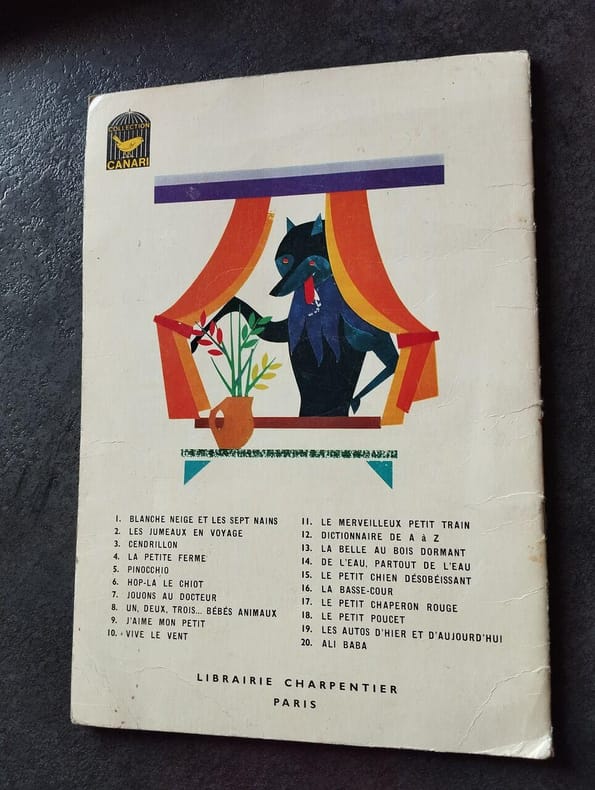 COLLECTION
CANARI
1. BLANCHE NEIGE ET LES SEPT NAINS
2. LES JUMEAUX EN VOYAGE
3. CENDRILLON
4. LA PETITE FERME
5. PINOCCHIO
6. HOP-LA LE CHIOT
7. JOUONS AU DOCTEUR
8. UN, DEUX, TROIS... BÉBÉS ANIMAUX
9. J'AIME MON PETIT
10. VIVE LE VENT
11. LE MERVEILLEUX PETIT TRAIN
12. DICTIONNAIRE DE A à Z
13. LA BELLE AU BOIS DORMANT
14. DE L'EAU, PARTOUT DE L'EAU
15. LE PETIT CHIEN DÉSOBÉISSANT
16. LA BASSE-COUR
17. LE PETIT CHAPERON ROUGE
18. LE PETIT POUCET
19. LES AUTOS D'HIER ET D'AUJOURD'HUI
20. ALI BABA
LIBRAIRIE CHARPENTIER
PARIS